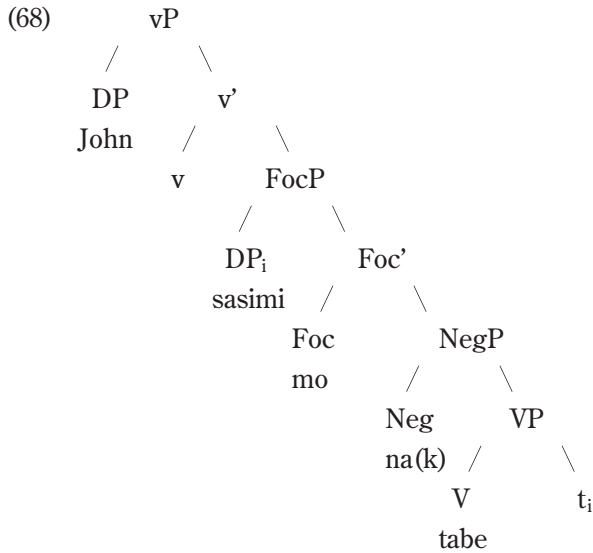 (68) vP
DP v’
John
v FocP
DPi Foc’
sasimi
Foc NegP
mo
Neg VP
na(k)
V ti
tabe